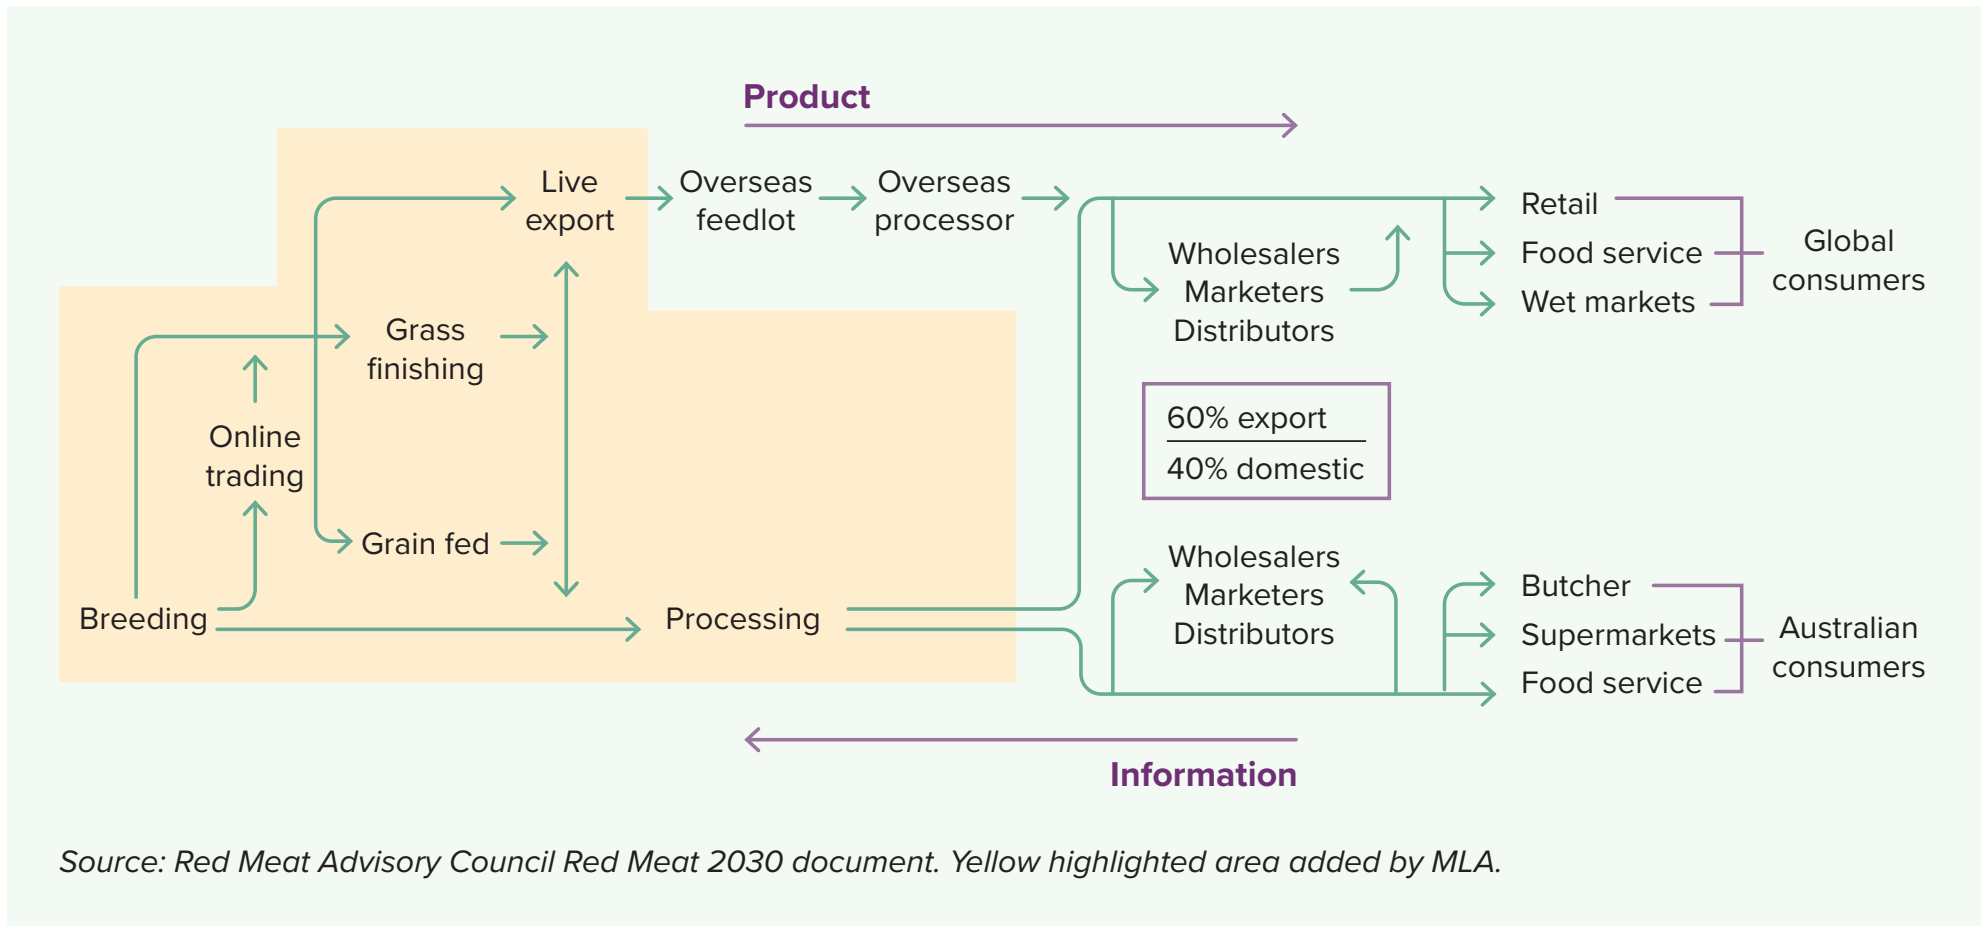 Product
Live
export
Overseas
feedlot
Overseas
processor
Retail
Food service
Wet markets
Global
consumers
Wholesalers
Marketers
Distributors
Grass
finishing
Online
trading
60% export
40% domestic
Grain fed
Breeding
Processing
Wholesalers
Marketers
Distributors
Butcher
Supermarkets
Food service
Australian
consumers
Information
Source: Red Meat Advisory Council Red Meat 2030 document. Yellow highlighted area added by MLA.